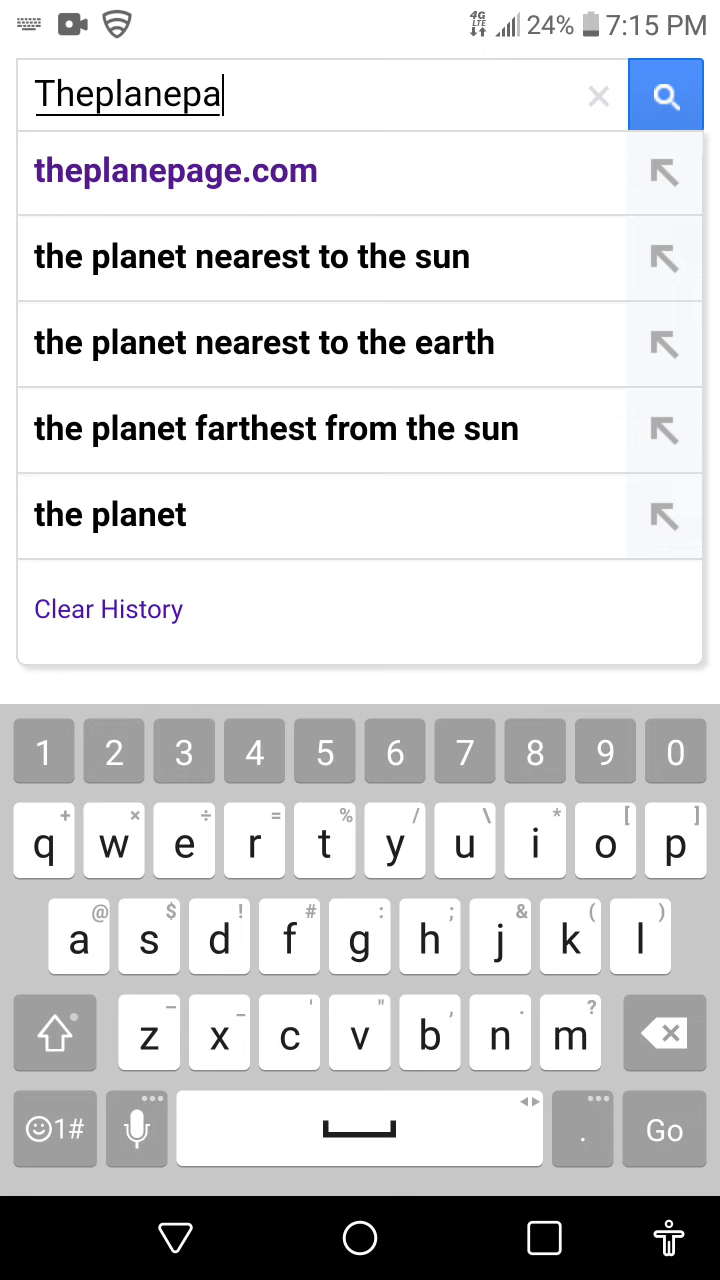 4G LTE 24% 7:15 PM
Theplanepa
theplanepage.com
the planet nearest to the sun
the planet nearest to the earth
the planet farthest from the sun
the planet
Clear History
1 2 3 4 5 6 7 8 9 0
+ × ÷ = % / \ * [ ]
q w e r t y u i o p
@ $ ! # : ; & ( )
a s d f g h j k l
– _ ' " , . ?
z x c v b n m
1# . Go